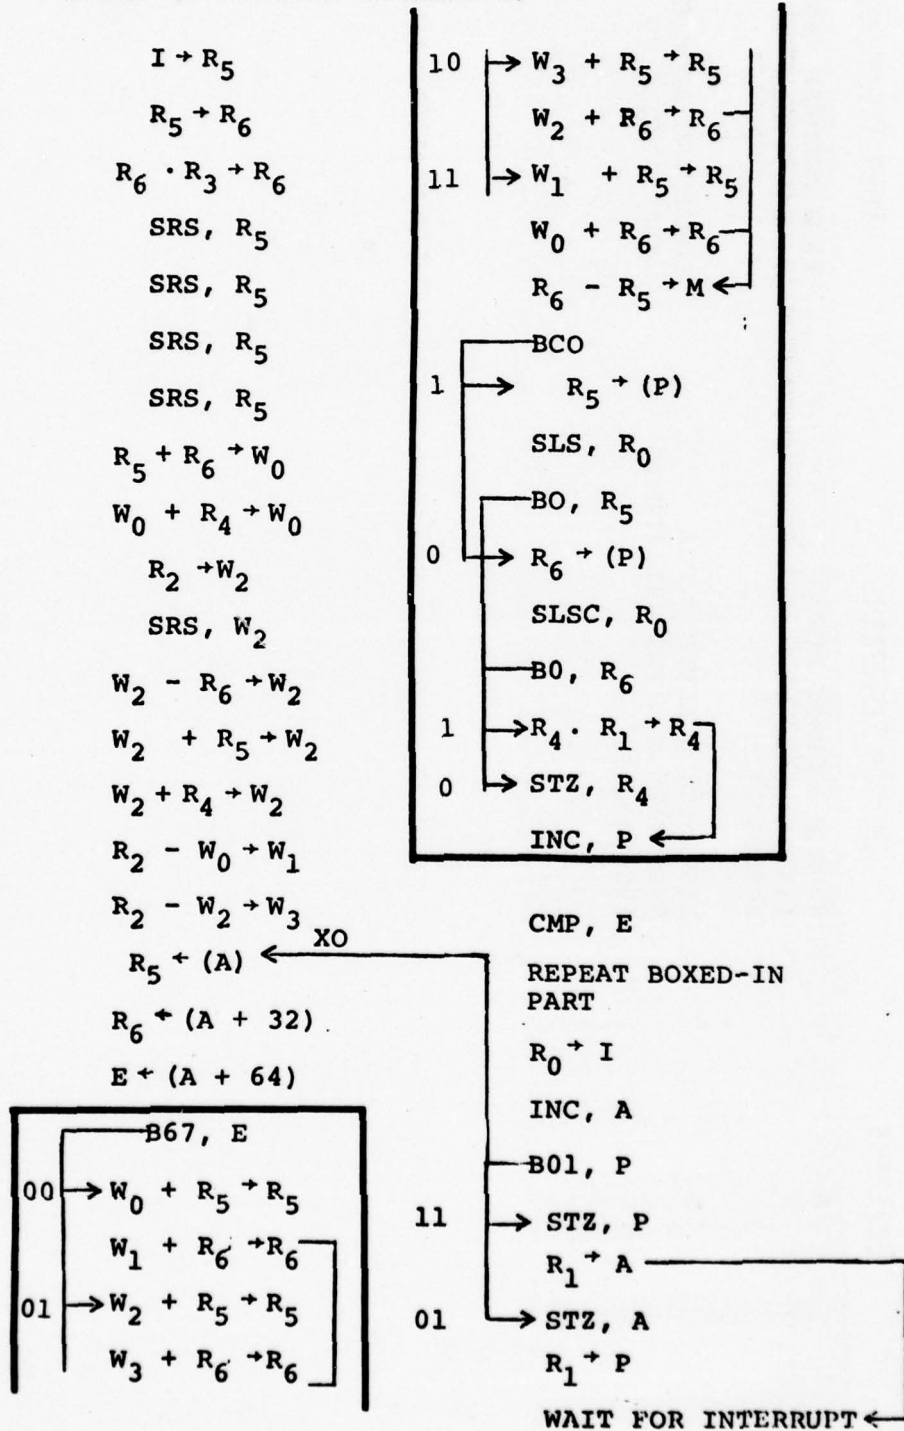 I → R5
R5 → R6
R6 · R3 → R6
SRS, R5
SRS, R5
SRS, R5
SRS, R5
R5 + R6 → W0
W0 + R4 → W0
R2 → W2
SRS, W2
W2 - R6 → W2
W2 + R5 → W2
W2 + R4 → W2
R2 - W0 → W1
R2 - W2 → W3
XO
R5 ← (A)
R6 ← (A + 32)
E ← (A + 64)
B67, E
00 W0 + R5 → R5
W1 + R6 → R6
01 W2 + R5 → R5
W3 + R6 → R6
10 W3 + R5 → R5
W2 + R6 → R6
11 W1 + R5 → R5
W0 + R6 → R6
R6 - R5 → M
BCO
1 R5 → (P)
SLS, R0
BO, R5
0 R6 → (P)
SLSC, R0
B0, R6
1 R4 · R1 → R4
0 STZ, R4
INC, P
CMP, E
REPEAT BOXED-IN
PART
R0 → I
INC, A
B01, P
11 STZ, P
R1 → A
01 STZ, A
R1 → P
WAIT FOR INTERRUPT